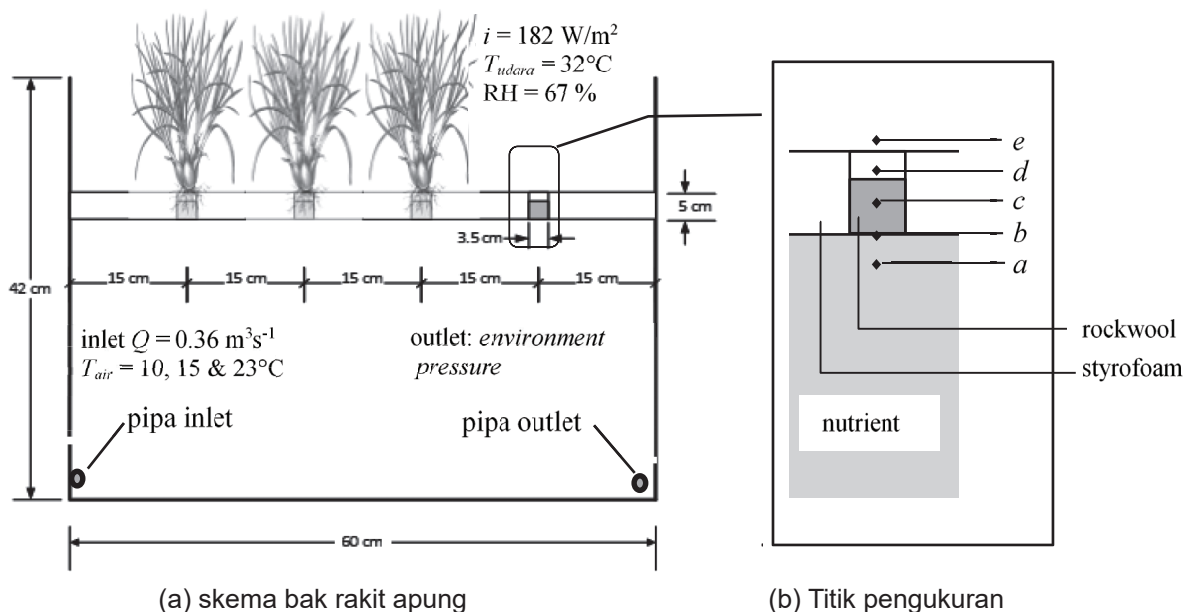 i = 182 W/m²
T_udara = 32°C
RH = 67 %
42 cm
5 cm
3.5 cm
15 cm
15 cm
15 cm
15 cm
15 cm
inlet Q = 0.36 m³s⁻¹
T_air = 10, 15 & 23°C
outlet: environment
pressure
pipa inlet
pipa outlet
60 cm
e
d
c
b
a
rockwool
styrofoam
nutrient
(a) skema bak rakit apung
(b) Titik pengukuran